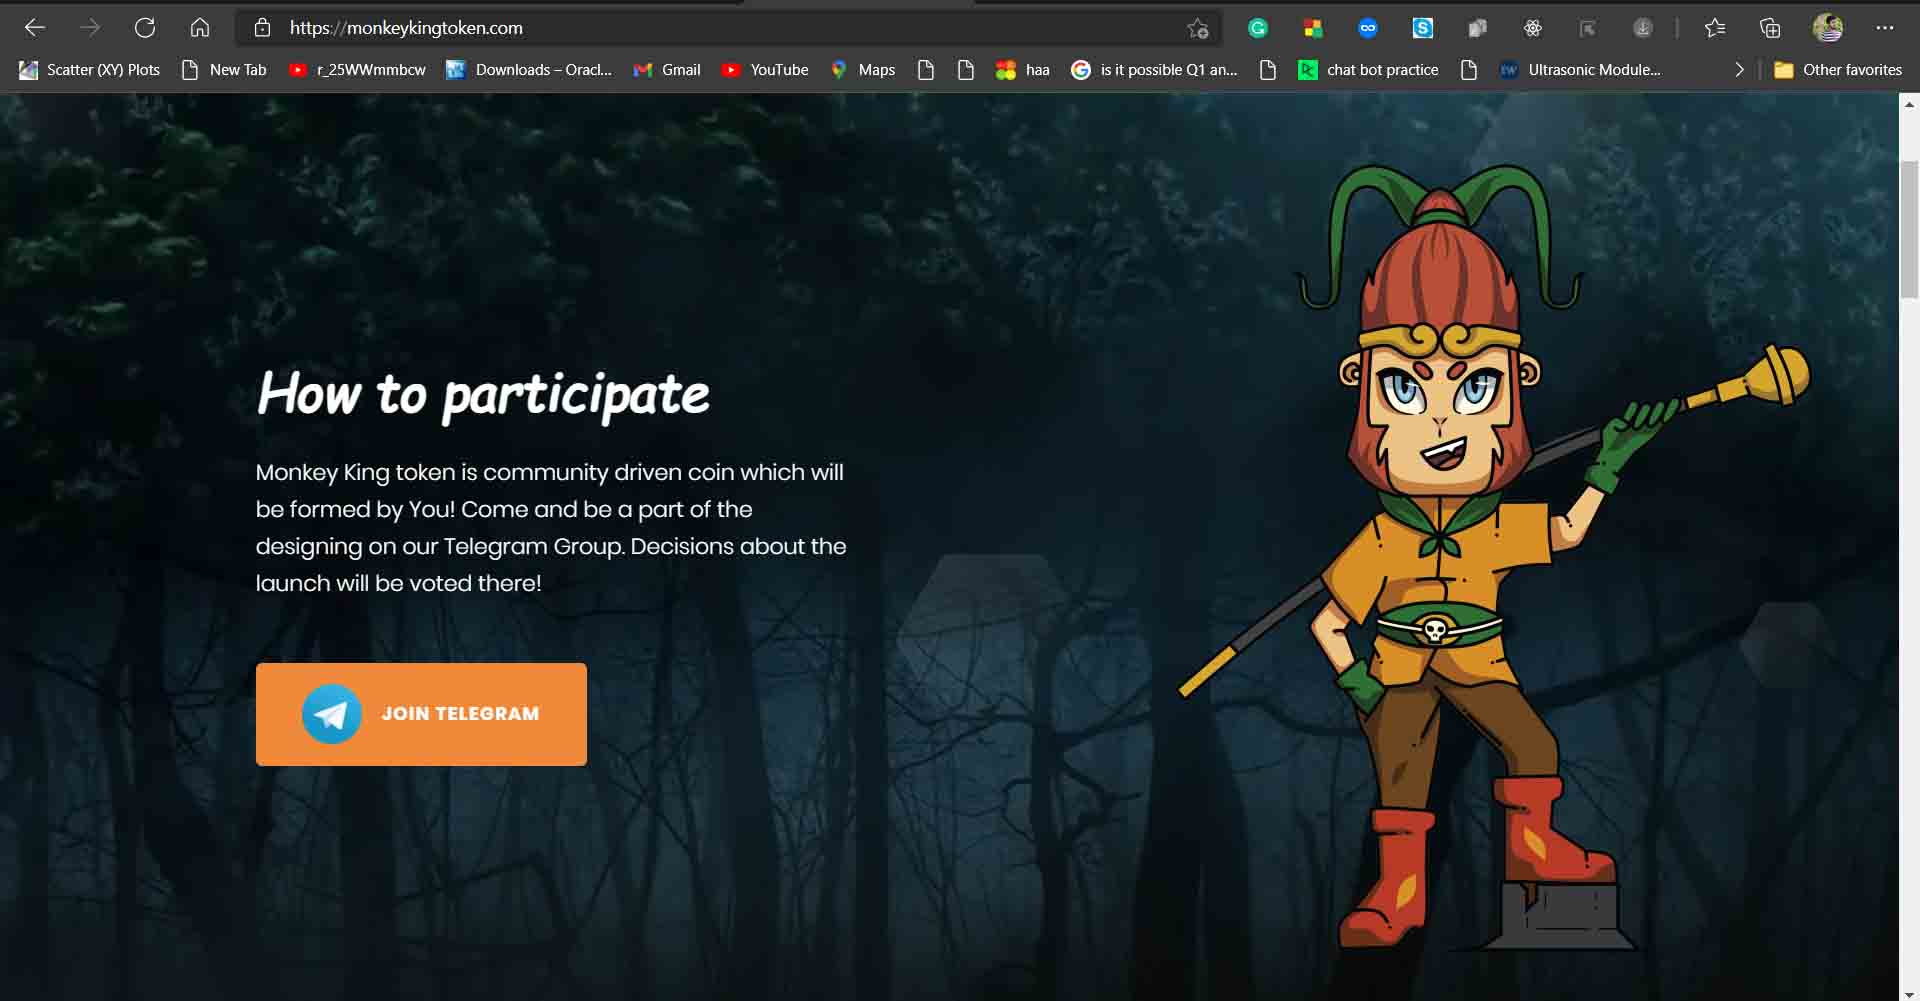 https://monkeykingtoken.com
Scatter (XY) Plots
New Tab
r_25WWmmbcw
Downloads – Oracl...
Gmail
YouTube
Maps
haa
is it possible Q1 an...
chat bot practice
Ultrasonic Module...
Other favorites
How to participate
Monkey King token is community driven coin which will
be formed by You! Come and be a part of the
designing on our Telegram Group. Decisions about the
launch will be voted there!
JOIN TELEGRAM